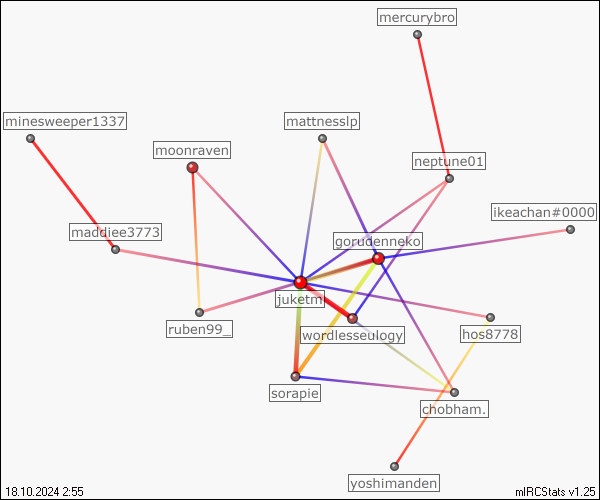 mercurybro
minesweeper1337
mattnesslp
moonraven
neptune01
ikeachan#0000
maddiee3773
gorudenneko
juketm
ruben99_
wordlesseulogy
hos8778
sorapie
chobham.
yoshimanden
18.10.2024 2:55
mIRCStats v1.25